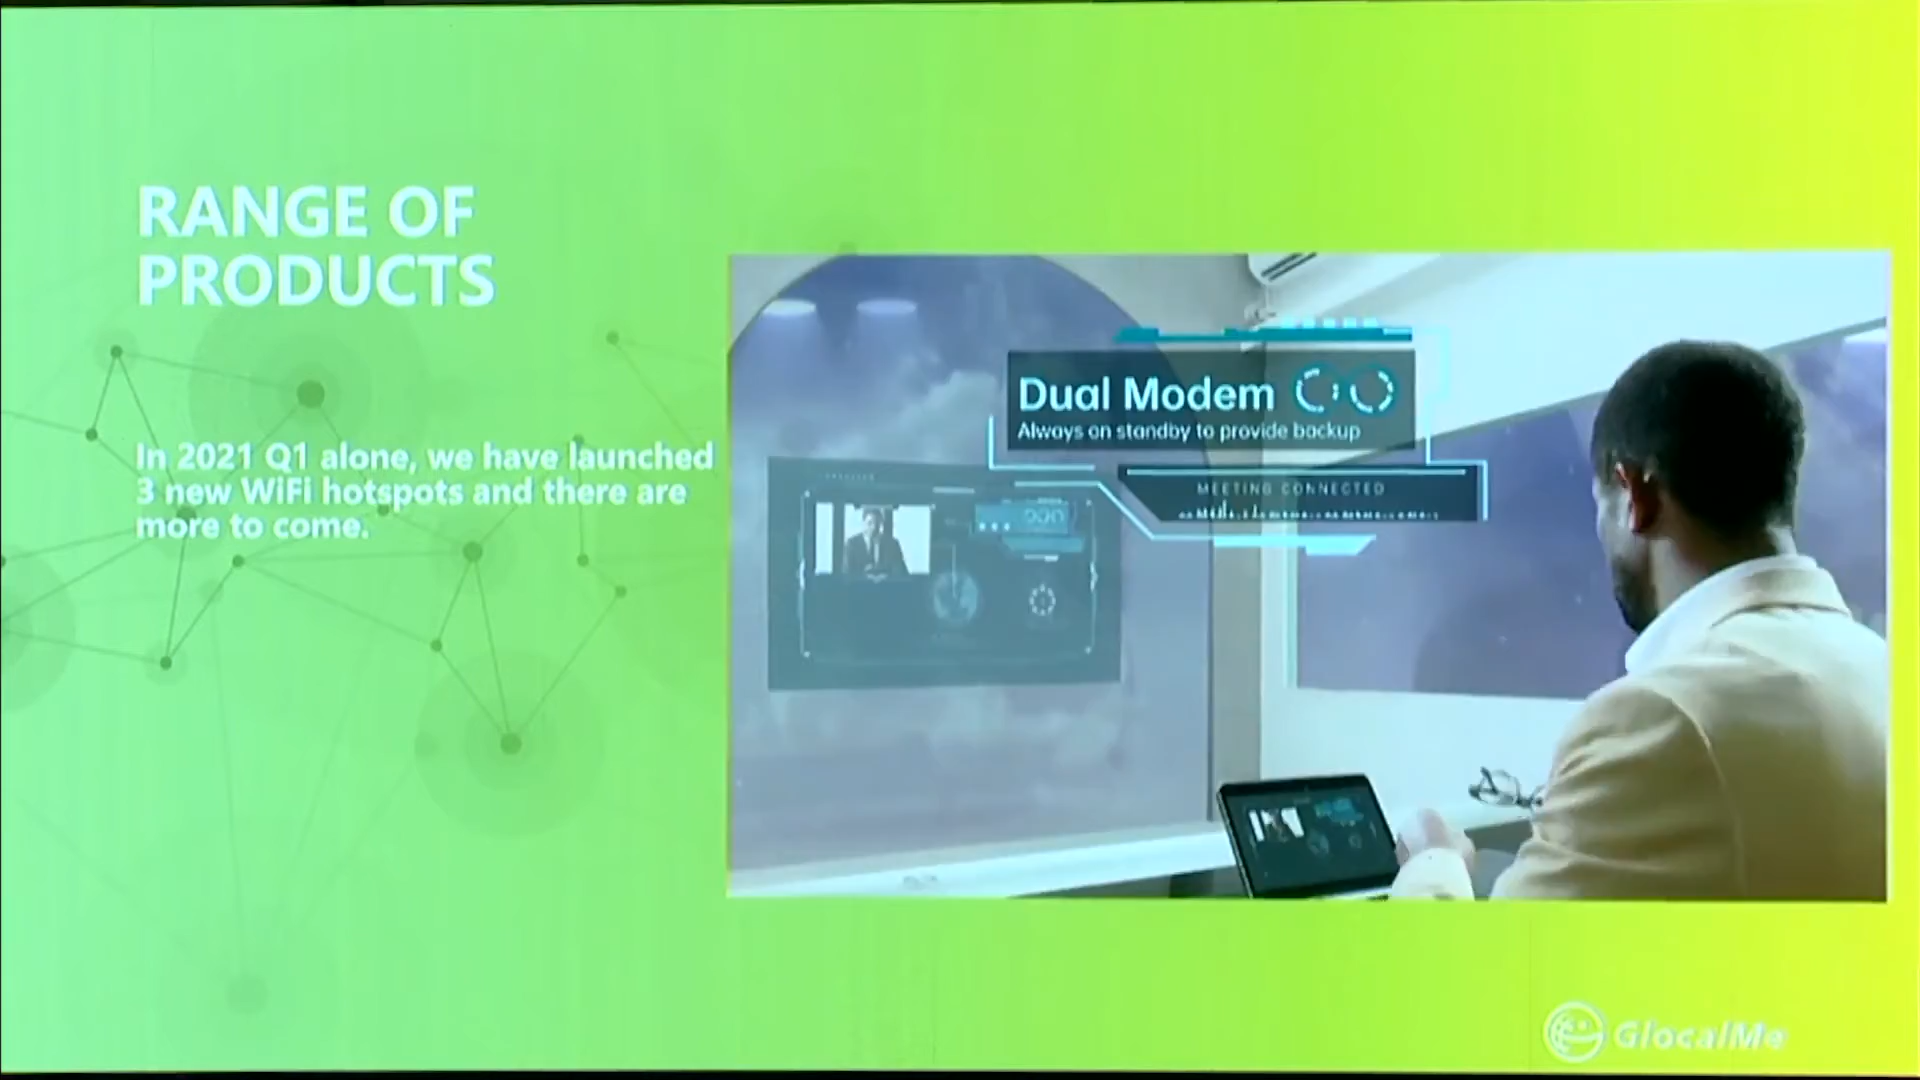 RANGE OF
PRODUCTS
In 2021 Q1 alone, we have launched
3 new WiFi hotspots and there are
more to come.
Dual Modem
Always on standby to provide backup
MEETING CONNECTED
GlocalMe